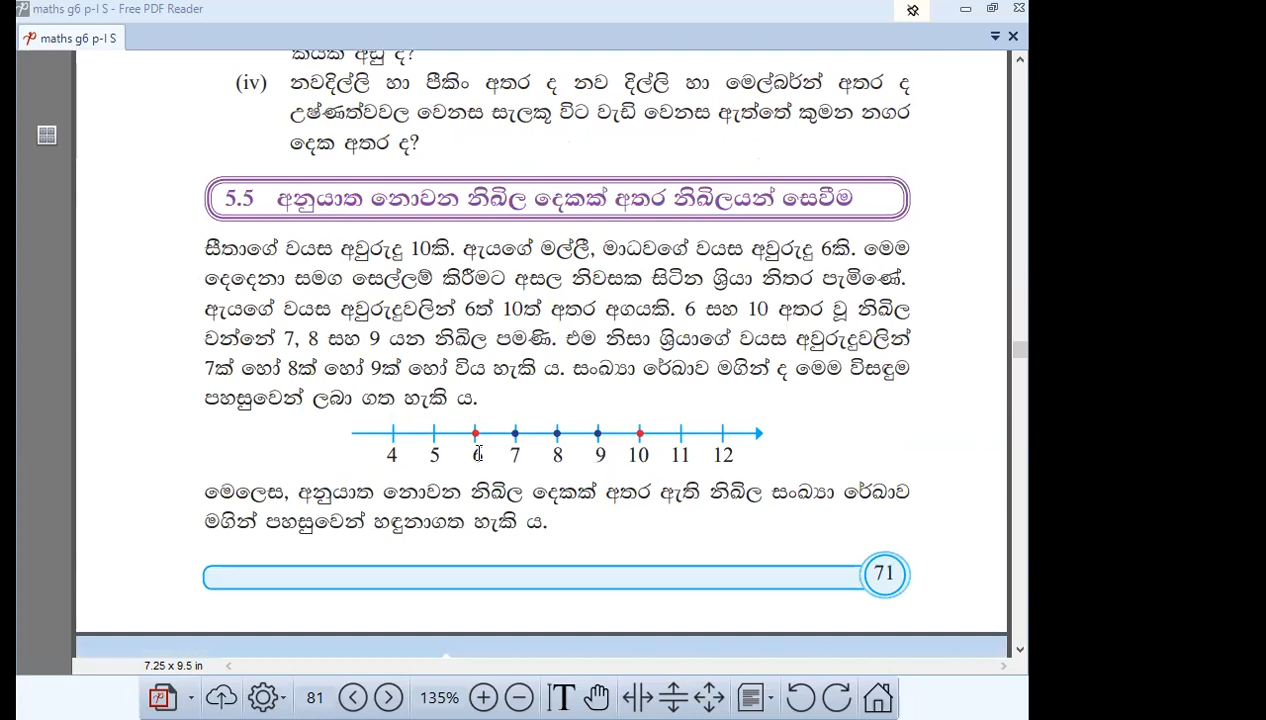 maths g6 p-I S - Free PDF Reader
maths g6 p-I S
කියක් අඩු ද?
(iv) නවදිල්ලි හා පීකිං අතර ද නව දිල්ලි හා මෙල්බර්න් අතර ද
උෂ්ණත්වවල වෙනස සැලකූ විට වැඩි වෙනස ඇත්තේ කුමන නගර
දෙක අතර ද?
5.5 අනුයාත නොවන නිඛිල දෙකක් අතර නිඛිලයන් සෙවීම
සීතාගේ වයස අවුරුදු 10කි. ඇයගේ මල්ලී, මාධවගේ වයස අවුරුදු 6කි. මෙම
දෙදෙනා සමග සෙල්ලම් කිරීමට අසල නිවසක සිටින ශ්‍රියා නිතර පැමිණේ.
ඇයගේ වයස අවුරුදුවලින් 6ත් 10ත් අතර අගයකි. 6 සහ 10 අතර වූ නිඛිල
වන්නේ 7, 8 සහ 9 යන නිඛිල පමණි. එම නිසා ශ්‍රියාගේ වයස අවුරුදුවලින්
7ක් හෝ 8ක් හෝ 9ක් හෝ විය හැකි ය. සංඛ්‍යා රේඛාව මගින් ද මෙම විසඳුම
පහසුවෙන් ලබා ගත හැකි ය.
4 5 6 7 8 9 10 11 12
මෙලෙස, අනුයාත නොවන නිඛිල දෙකක් අතර ඇති නිඛිල සංඛ්‍යා රේඛාව
මගින් පහසුවෙන් හඳුනාගත හැකි ය.
71
7.25 x 9.5 in
81 135%